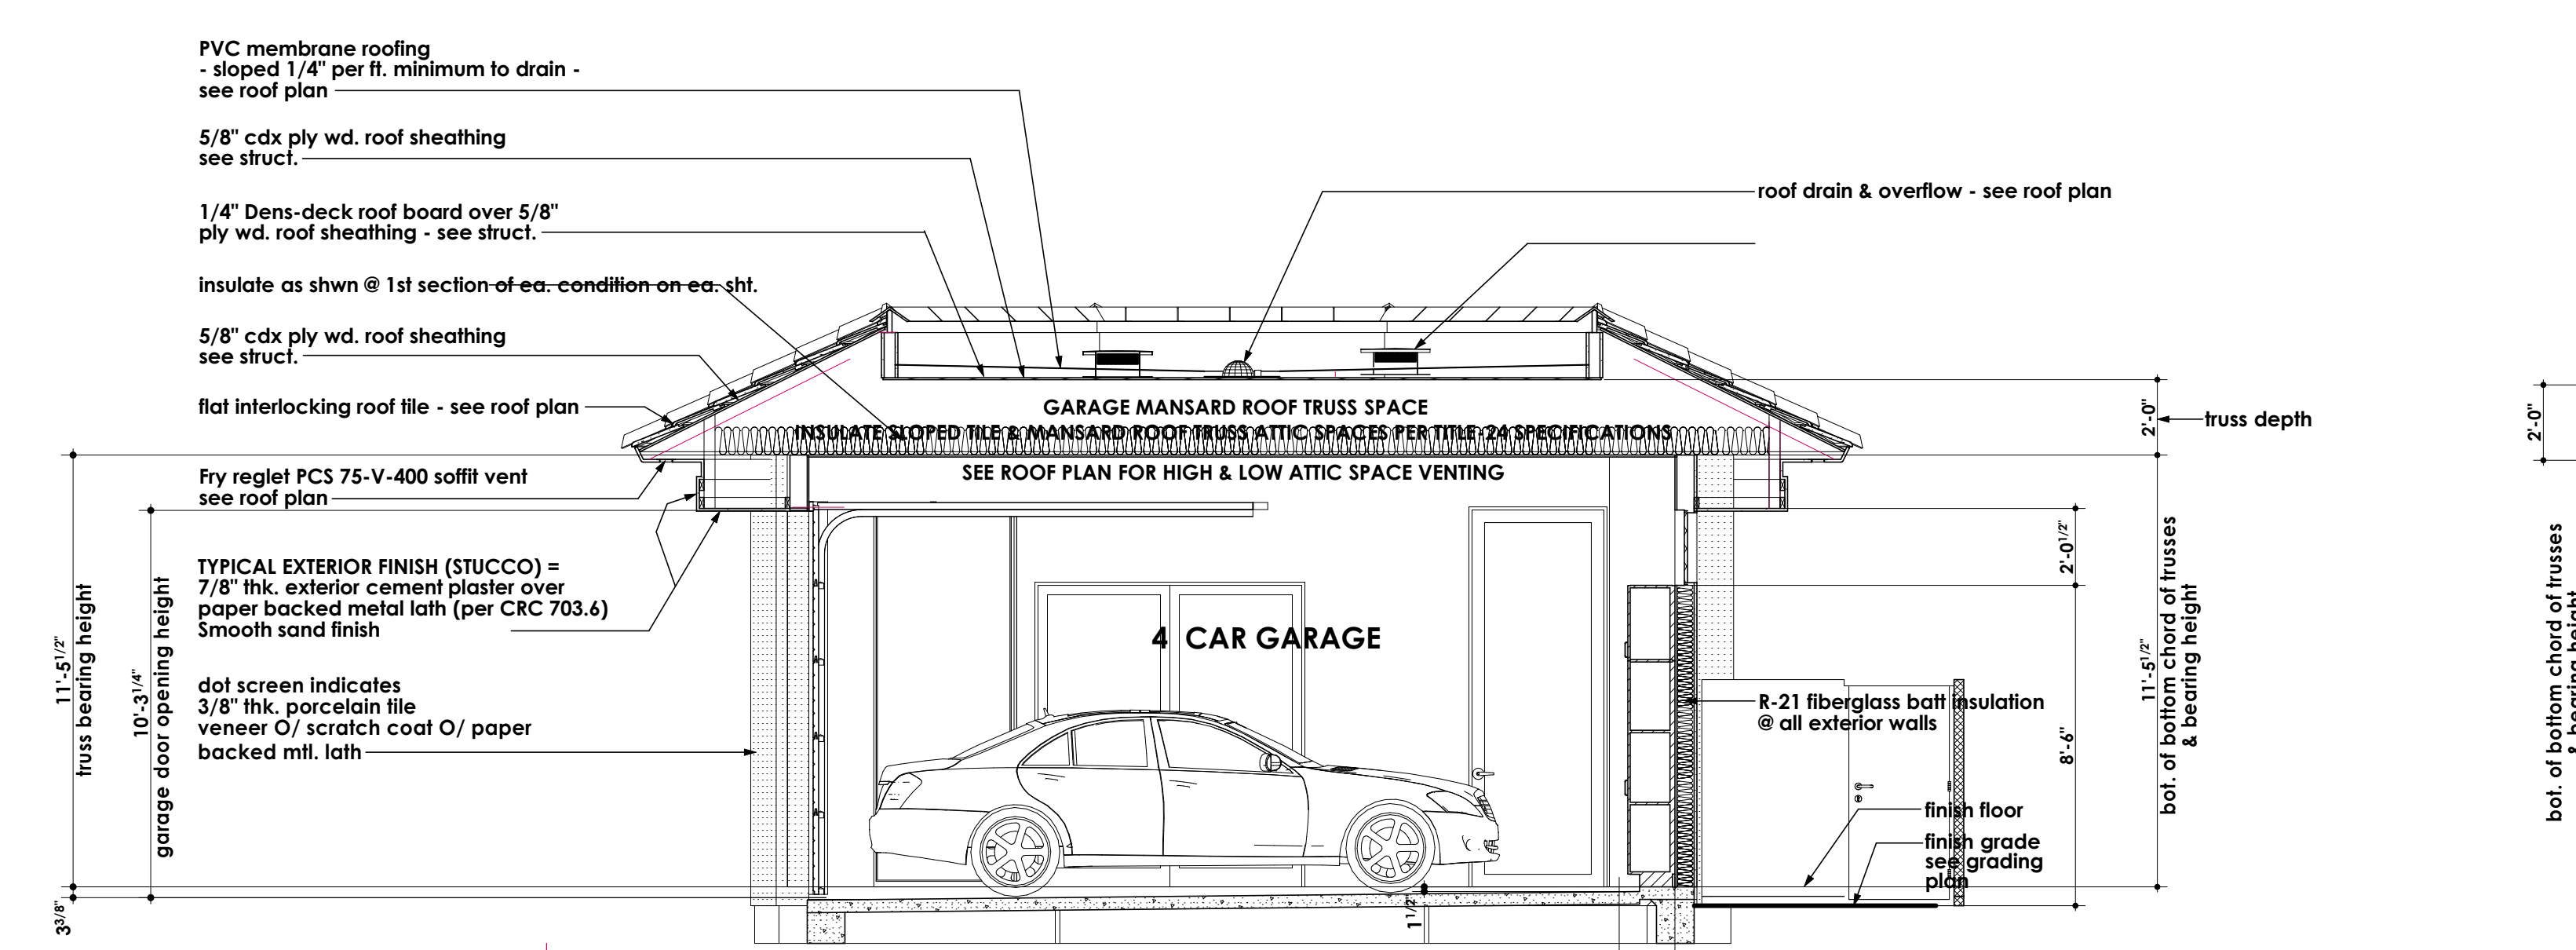 PVC membrane roofing
- sloped 1/4" per ft. minimum to drain -
see roof plan
5/8" cdx ply wd. roof sheathing
see struct.
1/4" Dens-deck roof board over 5/8"
ply wd. roof sheathing - see struct.
insulate as shwn @ 1st section of ea. condition on ea. sht.
5/8" cdx ply wd. roof sheathing
see struct.
flat interlocking roof tile - see roof plan
Fry reglet PCS 75-V-400 soffit vent
see roof plan
TYPICAL EXTERIOR FINISH (STUCCO) =
7/8" thk. exterior cement plaster over
paper backed metal lath (per CRC 703.6)
Smooth sand finish
dot screen indicates
3/8" thk. porcelain tile
veneer O/ scratch coat O/ paper
backed mtl. lath
11'-5 1/2"
truss bearing height
10'-3 1/4"
garage door opening height
3 3/8"
GARAGE MANSARD ROOF TRUSS SPACE
INSULATE SLOPED TILE & MANSARD ROOF TRUSS ATTIC SPACES PER TITLE-24 SPECIFICATIONS
SEE ROOF PLAN FOR HIGH & LOW ATTIC SPACE VENTING
4 CAR GARAGE
1 1/2"
roof drain & overflow - see roof plan
2'-0"
truss depth
2'-0 1/2"
8'-6"
11'-5 1/2"
bot. of bottom chord of trusses
& bearing height
R-21 fiberglass batt insulation
@ all exterior walls
finish floor
finish grade
see grading
plan
2'-0"
bot. of bottom chord of trusses
& bearing height